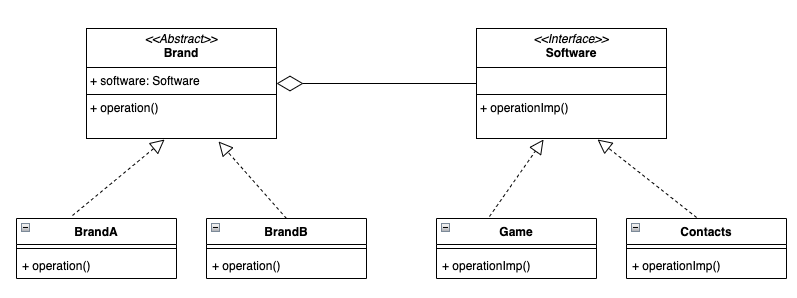 <<Abstract>>
Brand
+ software: Software
+ operation()
<<Interface>>
Software
+ operationImp()
BrandA
+ operation()
BrandB
+ operation()
Game
+ operationImp()
Contacts
+ operationImp()